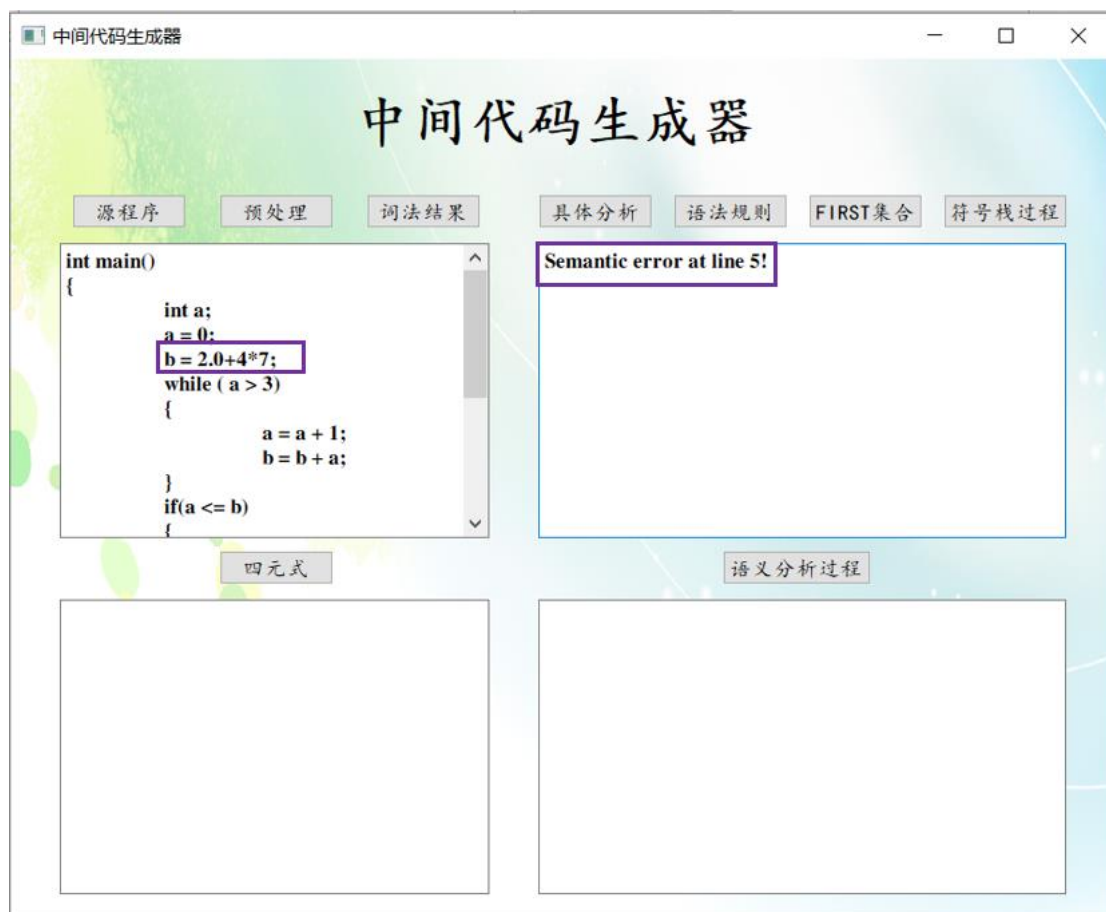 中间代码生成器
中间代码生成器
源程序 预处理 词法结果 具体分析 语法规则 FIRST集合 符号栈过程
int main()
{
int a;
a = 0;
b = 2.0+4*7;
while ( a > 3)
{
a = a + 1;
b = b + a;
}
if(a <= b)
{
Semantic error at line 5!
四元式 语义分析过程